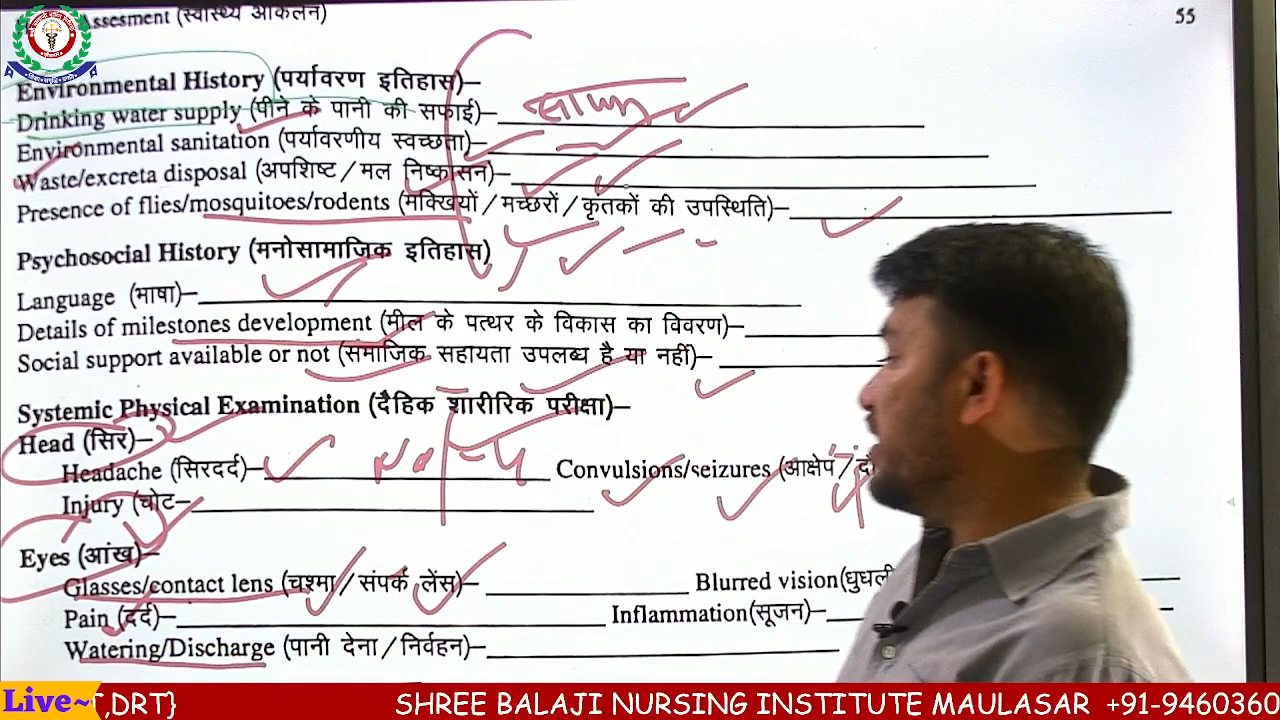 Assesment (स्वास्थ्य आकलन)
55
Environmental History (पर्यावरण इतिहास)–
Drinking water supply (पीने के पानी की सफाई)–
Environmental sanitation (पर्यावरणीय स्वच्छता)–
Waste/excreta disposal (अपशिष्ट/मल निष्कासन)–
Presence of flies/mosquitoes/rodents (मक्खियों/मच्छरों/कृंतकों की उपस्थिति)–
Psychosocial History (मनोसामाजिक इतिहास)
Language (भाषा)–
Details of milestones development (मील के पत्थर के विकास का विवरण)–
Social support available or not (समाजिक सहायता उपलब्ध है या नहीं)–
Systemic Physical Examination (दैहिक शारीरिक परीक्षा)–
Head (सिर)–
Headache (सिरदर्द)– Convulsions/seizures (आक्षेप/
Injury (चोट–
Eyes (आंख)–
Glasses/contact lens (चश्मा/संपर्क लेंस)– Blurred vision(धुधली
Pain (दर्द)– Inflammation(सूजन)–
Watering/Discharge (पानी देना/निर्वहन)–
Live~ T,DRT} SHREE BALAJI NURSING INSTITUTE MAULASAR +91-9460360